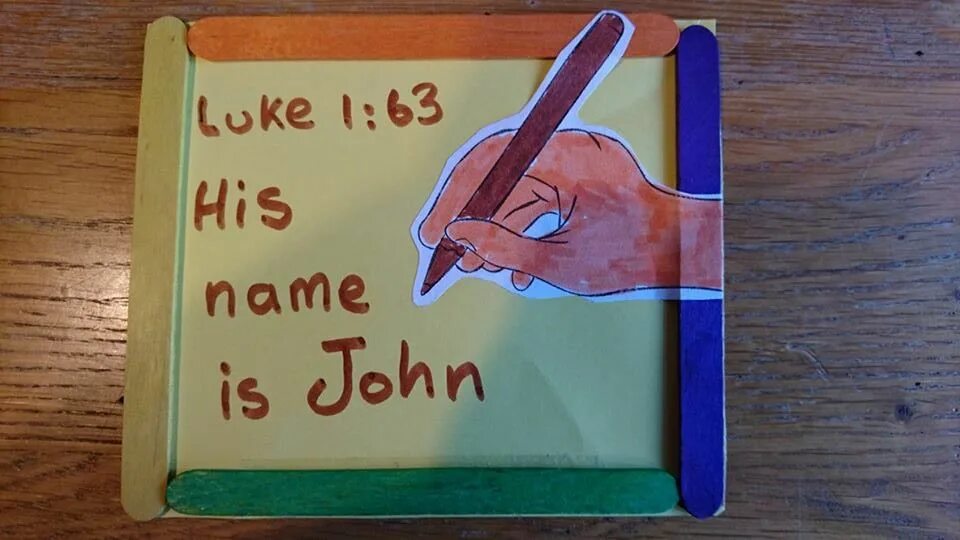 Luke 1:63
His
name
is John